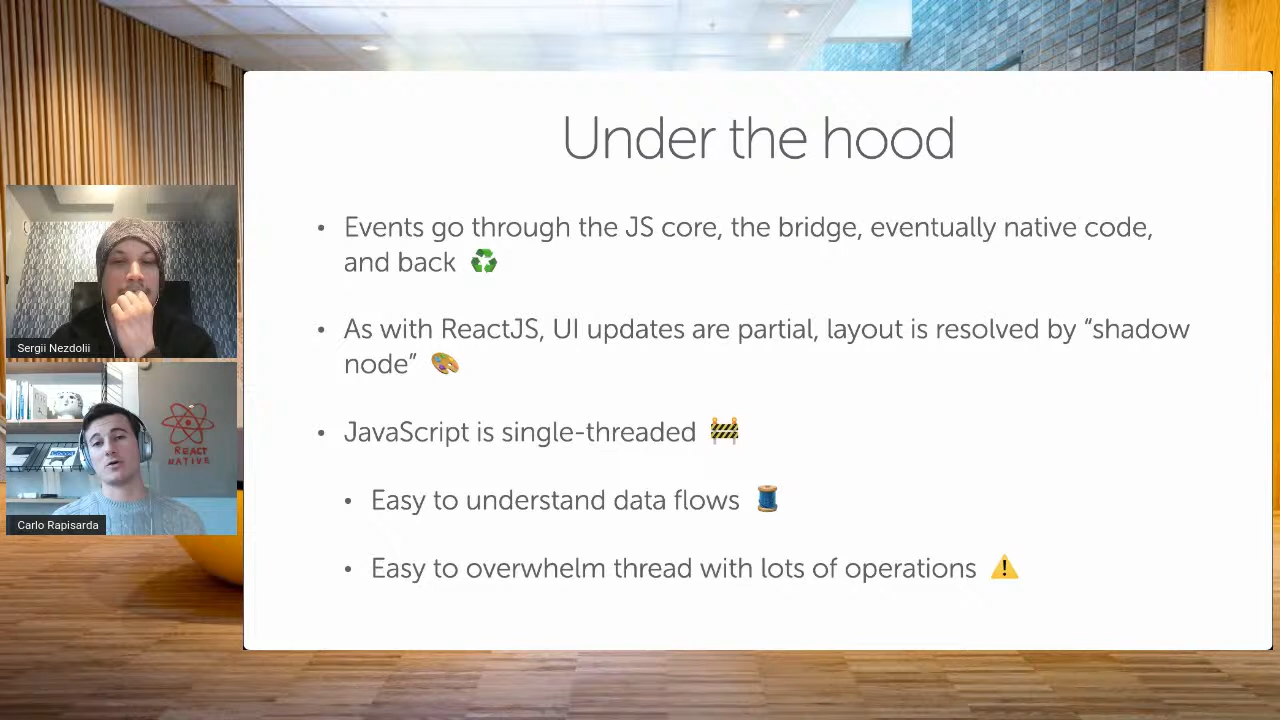 Under the hood
• Events go through the JS core, the bridge, eventually native code,
and back ♻️
• As with ReactJS, UI updates are partial, layout is resolved by “shadow
node” 🎨
• JavaScript is single-threaded 🚧
• Easy to understand data flows 🧵
• Easy to overwhelm thread with lots of operations ⚠️
Sergii Nezdolii
REACT
NATIVE
Carlo Rapisarda